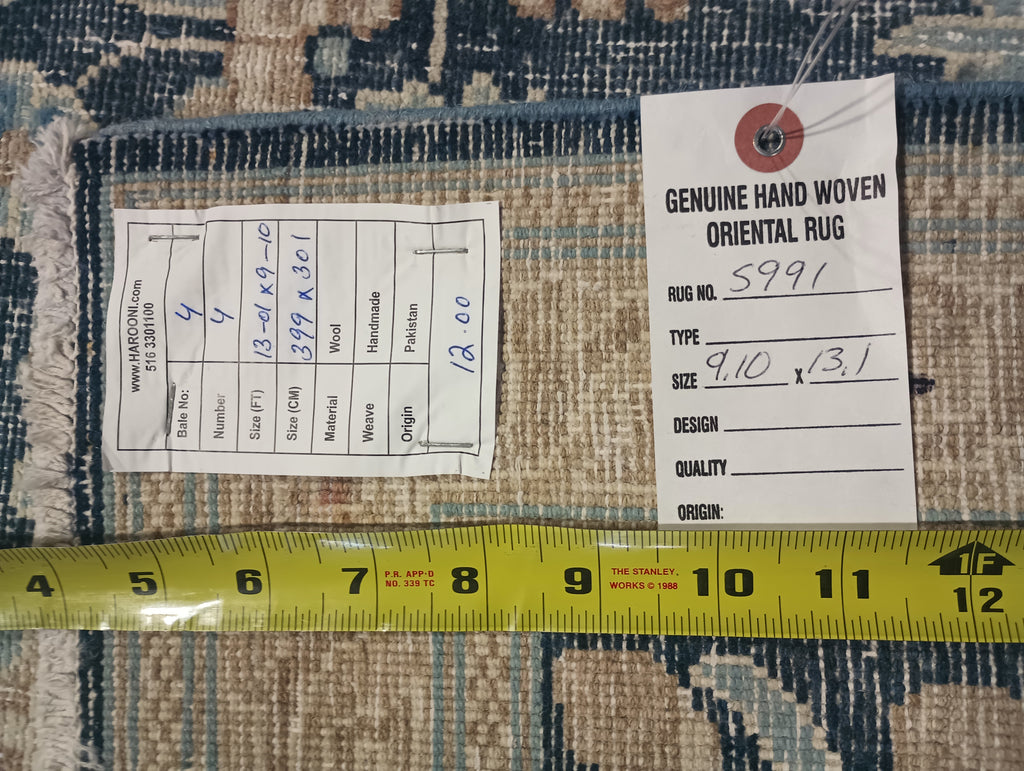 www.HAROONI.com
516 3301100
Bale No: 4
Number 4
Size (FT) 13-01 x 9-10
Size (CM) 399 x 301
Material Wool
Weave Handmade
Origin Pakistan
12.00
GENUINE HAND WOVEN
ORIENTAL RUG
RUG NO. 5991
TYPE
SIZE 9.10 x 13.1
DESIGN
QUALITY
ORIGIN:
4 5 6 7 P.R. APP-D 8 9 THE STANLEY, 10 11 1F
NO. 339 TC WORKS © 1988 12